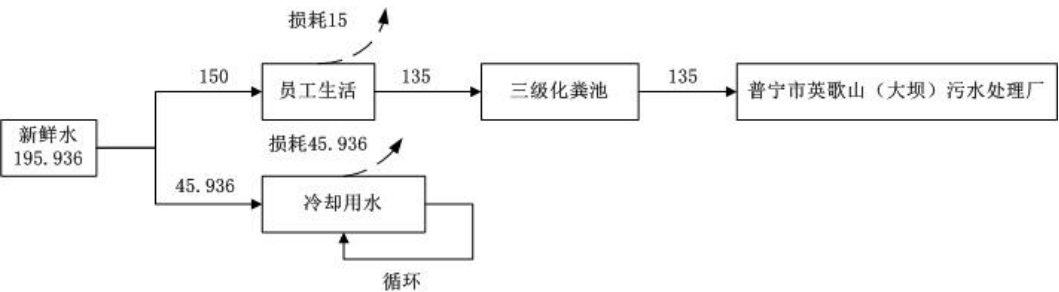 损耗15
150
员工生活
135
三级化粪池
135
普宁市英歌山（大坝）污水处理厂
新鲜水
195.936
损耗45.936
45.936
冷却用水
循环